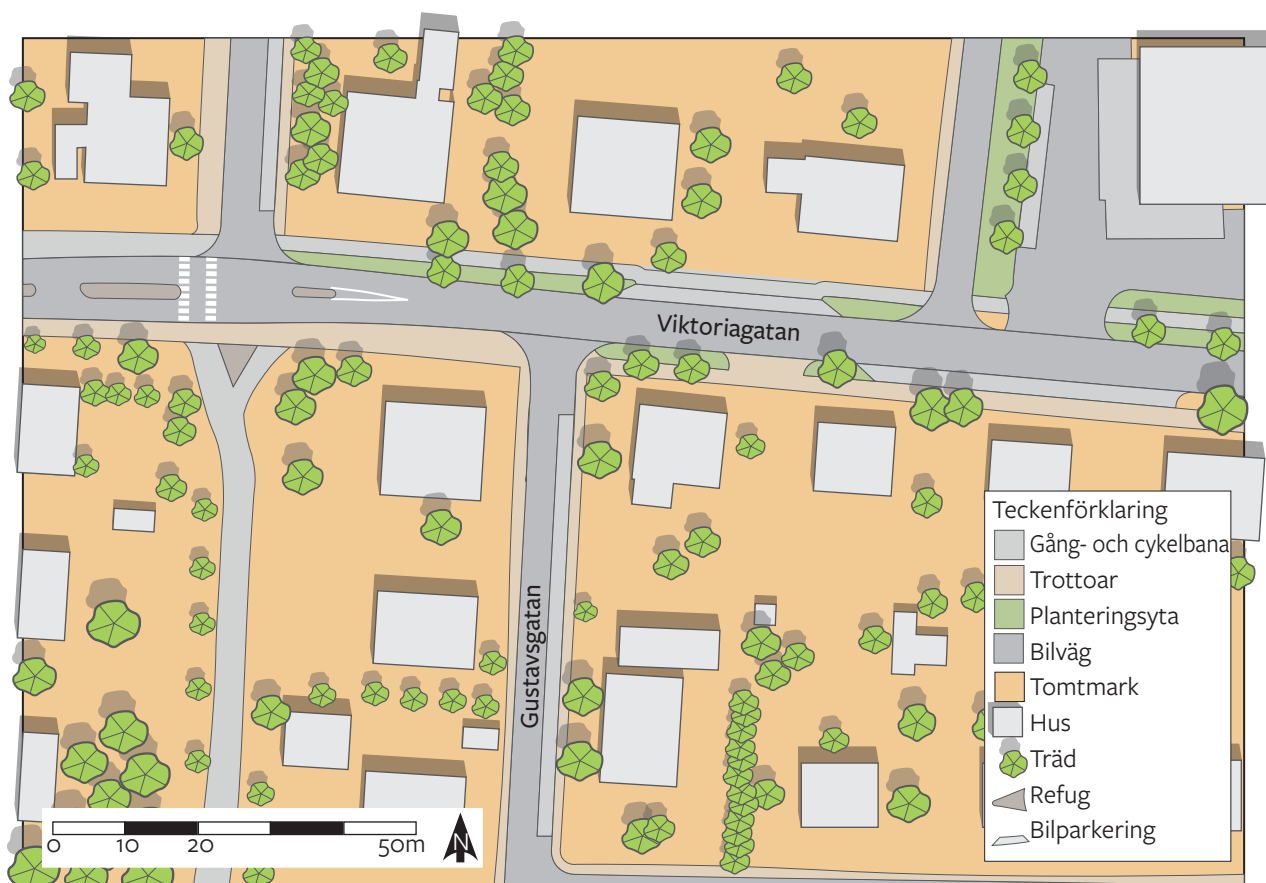 Viktoriagatan
Gustavsgatan
Teckenförklaring
Gång- och cykelbana
Trottoar
Planteringsyta
Bilväg
Tomtmark
Hus
Träd
Refug
Bilparkering
0 10 20 50m
N